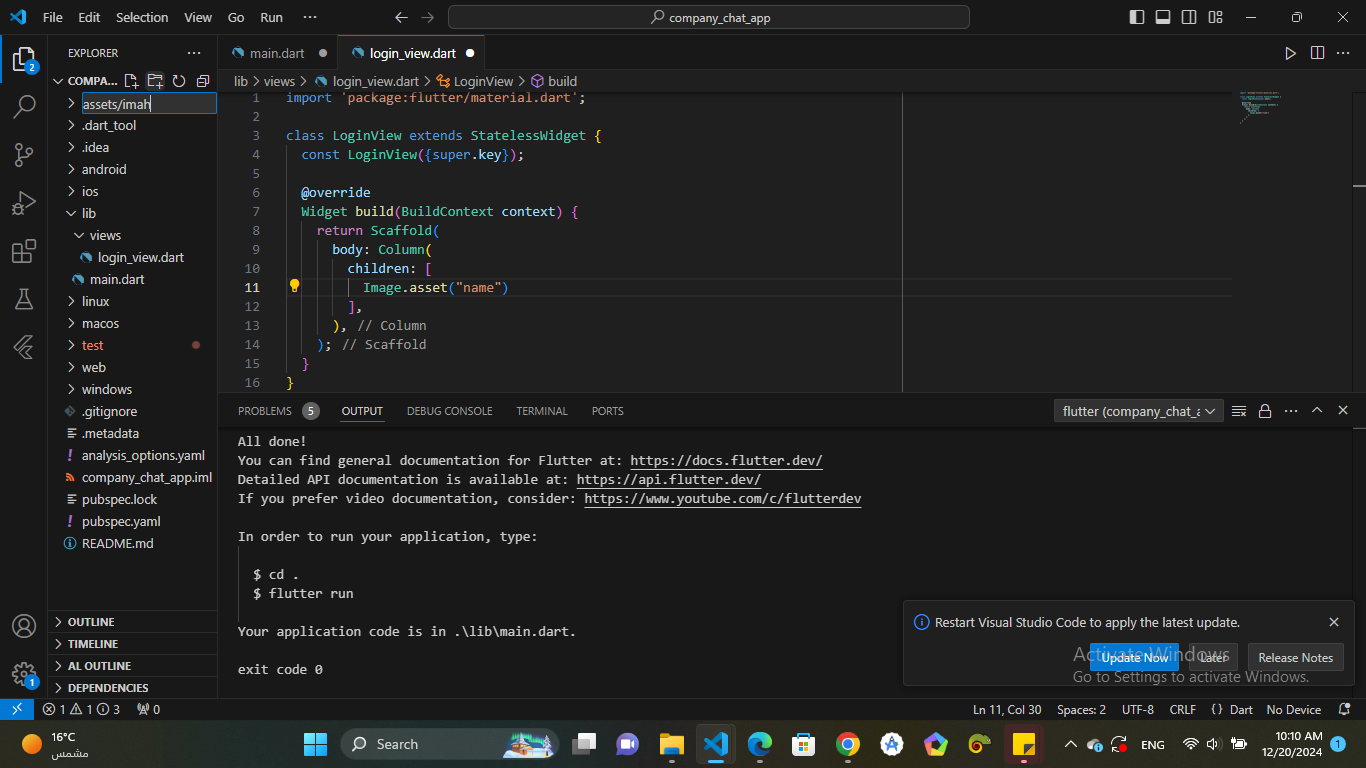 File Edit Selection View Go Run ···
company_chat_app
EXPLORER ···
COMPA...
assets/imah
.dart_tool
.idea
android
ios
lib
views
login_view.dart
main.dart
linux
macos
test
web
windows
.gitignore
.metadata
analysis_options.yaml
company_chat_app.iml
pubspec.lock
pubspec.yaml
README.md
OUTLINE
TIMELINE
AL OUTLINE
DEPENDENCIES
2
1
main.dart
login_view.dart
lib > views > login_view.dart > LoginView > build
1 import 'package:flutter/material.dart';
2
3 class LoginView extends StatelessWidget {
4 const LoginView({super.key});
5
6 @override
7 Widget build(BuildContext context) {
8 return Scaffold(
9 body: Column(
10 children: [
11 Image.asset("name")
12 ],
13 ), // Column
14 ); // Scaffold
15 }
16 }
PROBLEMS 5 OUTPUT DEBUG CONSOLE TERMINAL PORTS
flutter (company_chat_a
All done!
You can find general documentation for Flutter at: https://docs.flutter.dev/
Detailed API documentation is available at: https://api.flutter.dev/
If you prefer video documentation, consider: https://www.youtube.com/c/flutterdev
In order to run your application, type:
$ cd .
$ flutter run
Your application code is in .\lib\main.dart.
exit code 0
Restart Visual Studio Code to apply the latest update.
Update Now Later Release Notes
Activate Windows
Go to Settings to activate Windows.
1 1 3 0
Ln 11, Col 30 Spaces: 2 UTF-8 CRLF {} Dart No Device
16°C
مشمس
Search
ENG
10:10 AM
12/20/2024
1